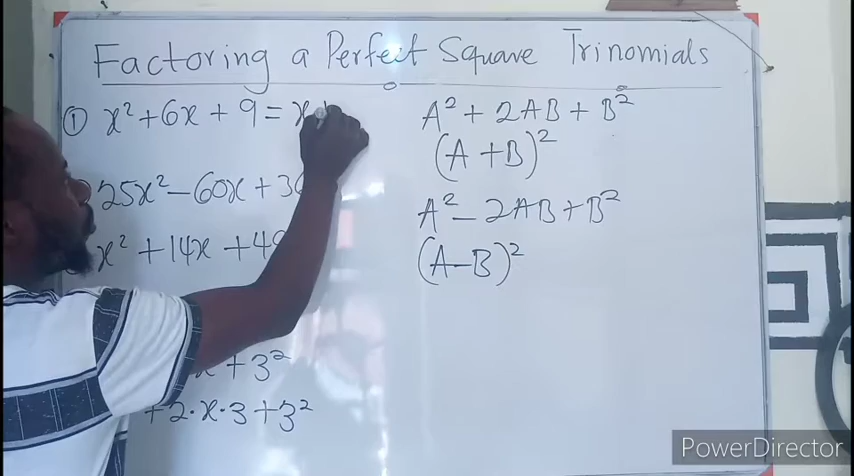 Factoring a Perfect Square Trinomials
① x² + 6x + 9 = x
25x² - 60x + 3
x² + 14x + 49
x + 3²
+ 2·x·3 + 3²
A² + 2AB + B²
(A + B)²
A² - 2AB + B²
(A - B)²
PowerDirector